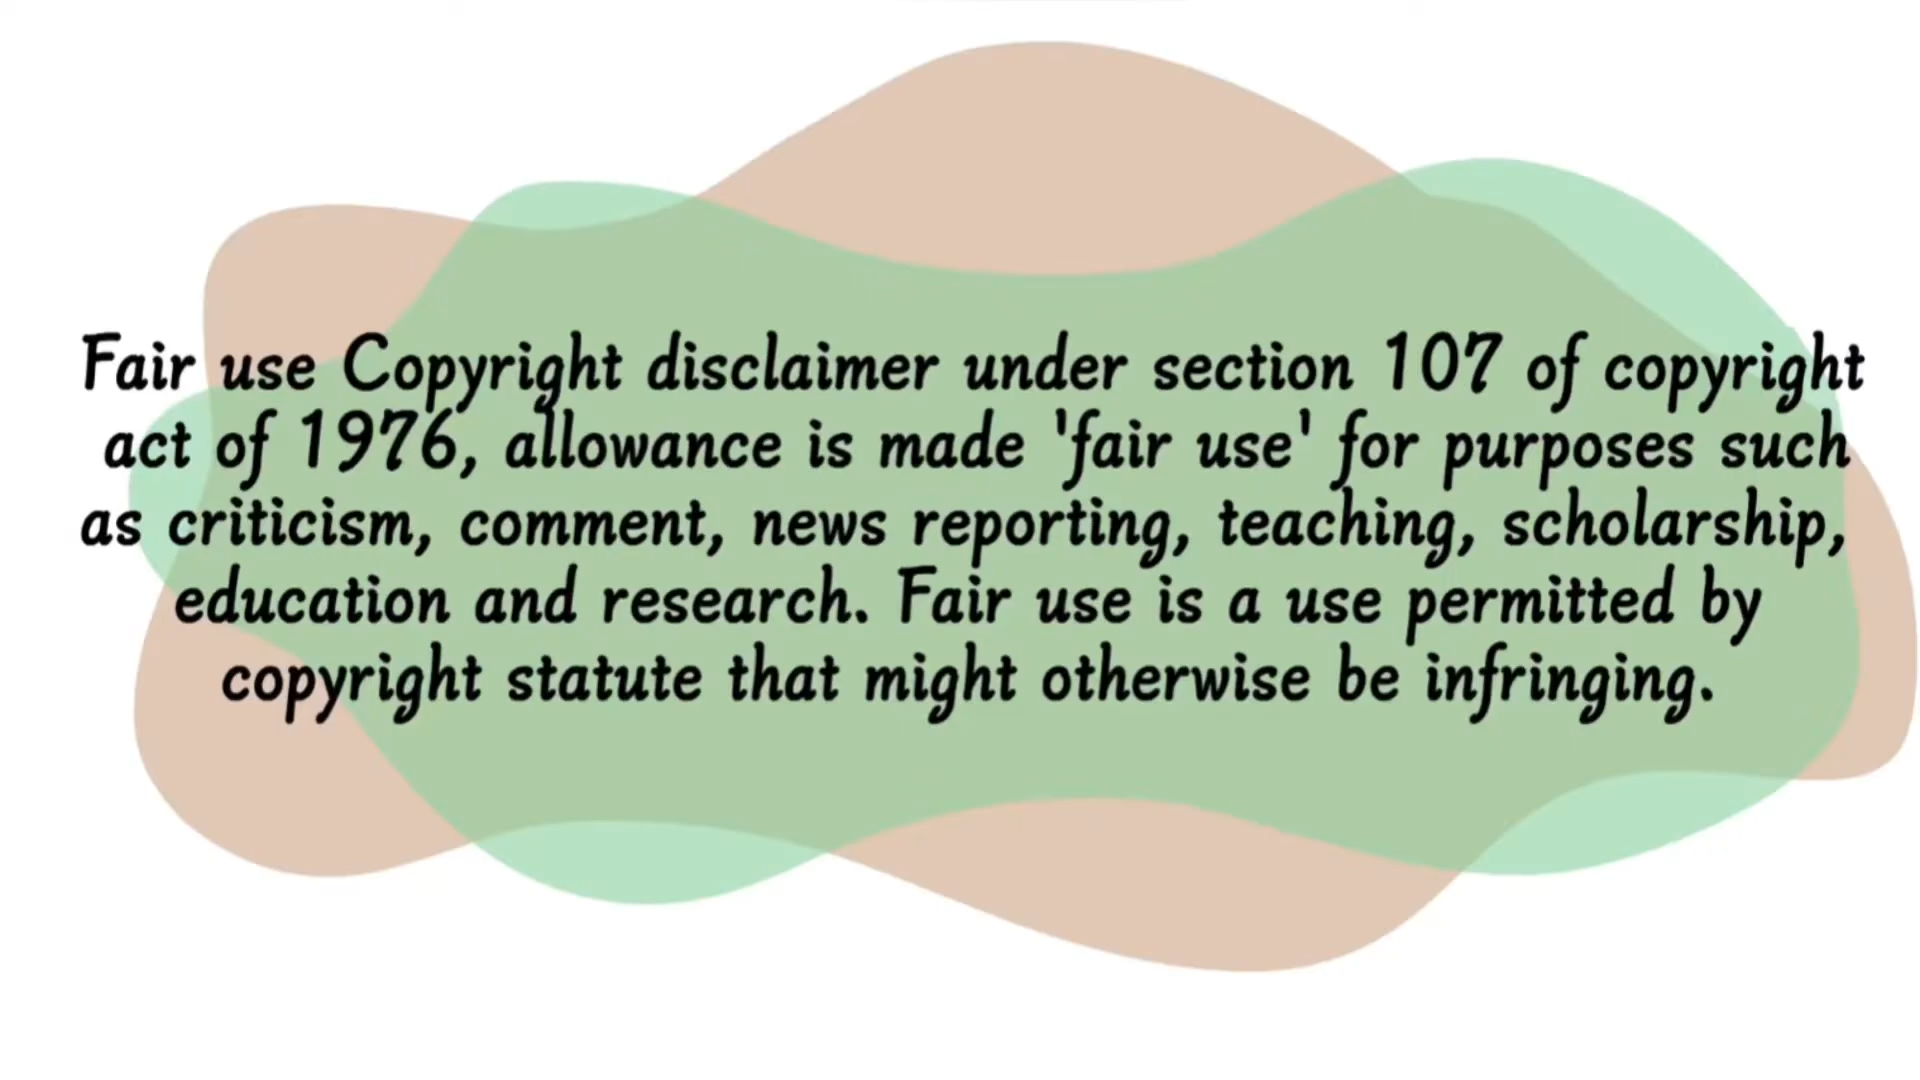 Fair use Copyright disclaimer under section 107 of copyright
act of 1976, allowance is made 'fair use' for purposes such
as criticism, comment, news reporting, teaching, scholarship,
education and research. Fair use is a use permitted by
copyright statute that might otherwise be infringing.